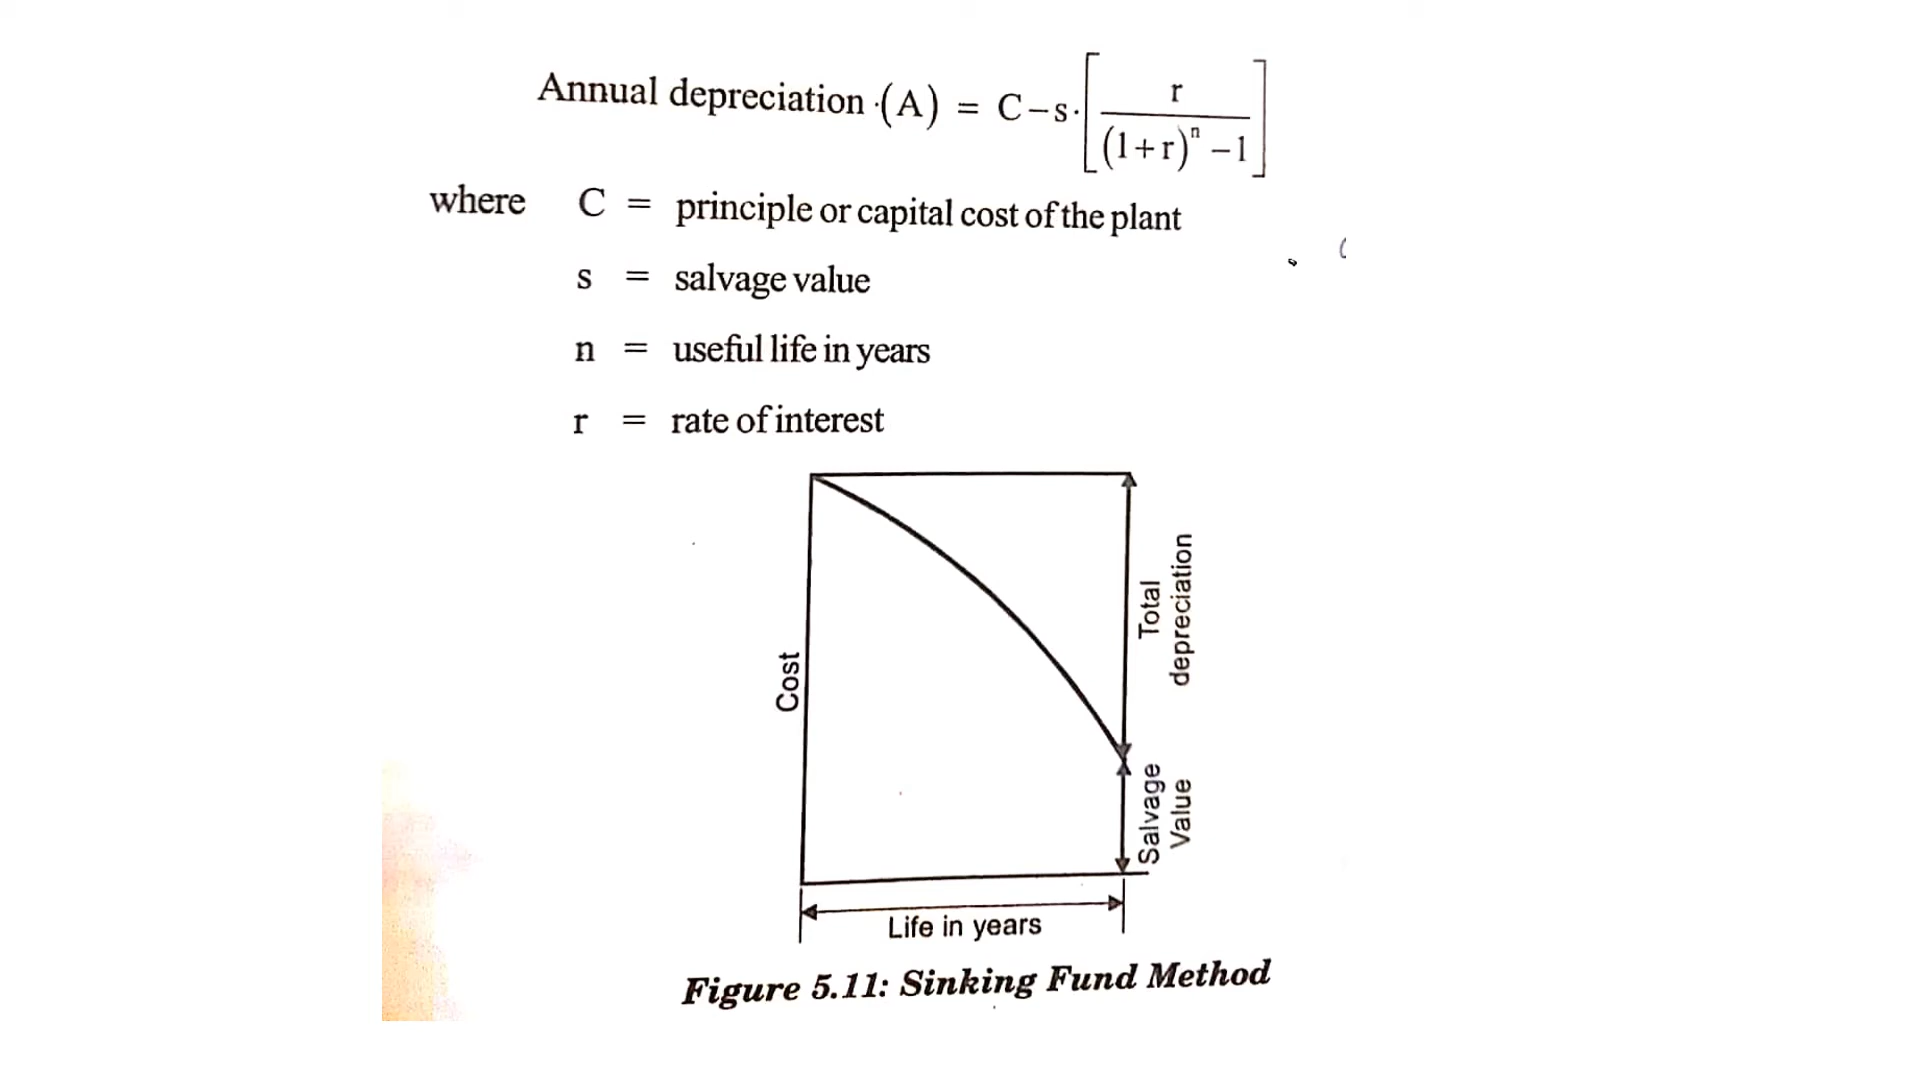 Annual depreciation (A) = C – s · [ r / ((1+r)^n – 1) ]
where C = principle or capital cost of the plant
s = salvage value
n = useful life in years
r = rate of interest
Cost
Total
depreciation
Salvage
Value
Life in years
Figure 5.11: Sinking Fund Method